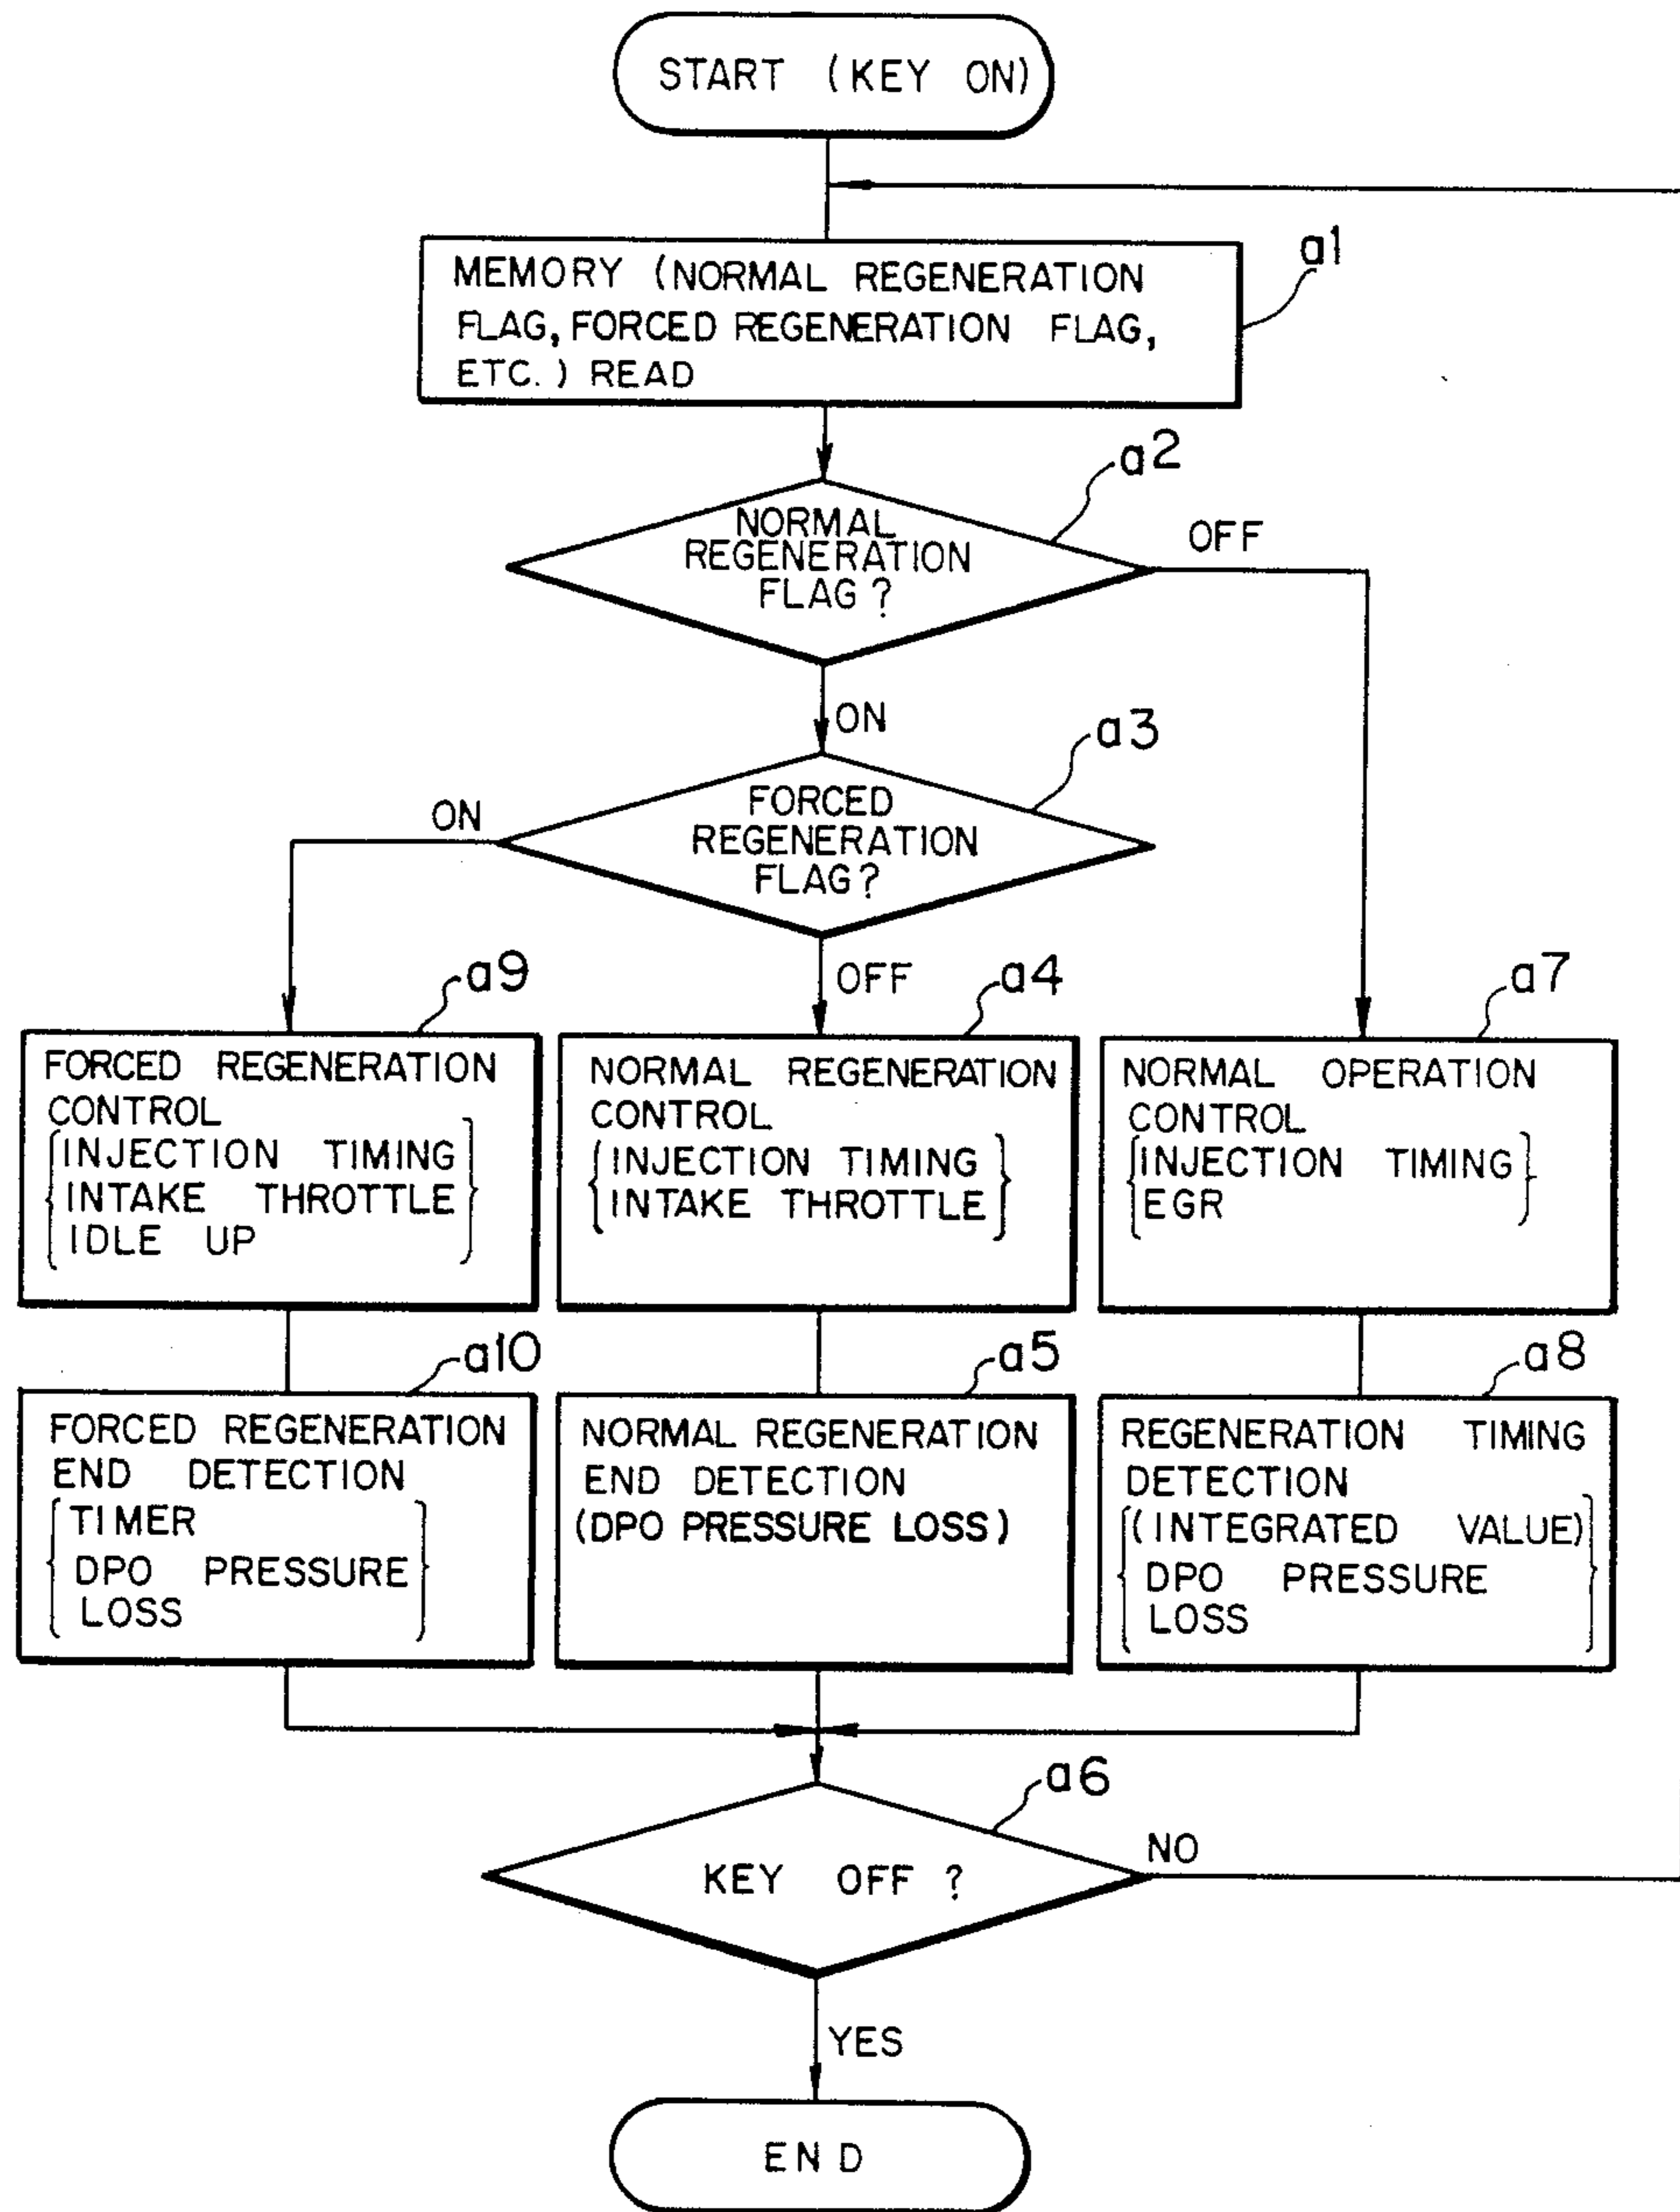 START (KEY ON)
MEMORY (NORMAL REGENERATION
FLAG, FORCED REGENERATION FLAG,
ETC.) READ
a1
a2
NORMAL
REGENERATION
FLAG?
OFF
ON
a3
FORCED
REGENERATION
FLAG?
ON
OFF
a9
FORCED REGENERATION
CONTROL
INJECTION TIMING
INTAKE THROTTLE
IDLE UP
a4
NORMAL REGENERATION
CONTROL
INJECTION TIMING
INTAKE THROTTLE
a7
NORMAL OPERATION
CONTROL
INJECTION TIMING
EGR
a10
FORCED REGENERATION
END DETECTION
TIMER
DPO PRESSURE
LOSS
a5
NORMAL REGENERATION
END DETECTION
(DPO PRESSURE LOSS)
a8
REGENERATION TIMING
DETECTION
(INTEGRATED VALUE)
DPO PRESSURE
LOSS
a6
KEY OFF ?
NO
YES
END